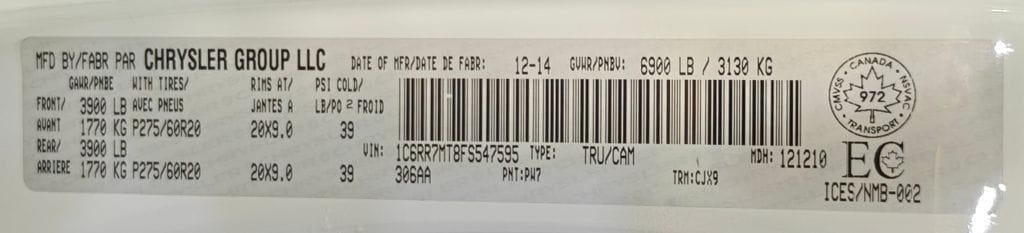 MFD BY/FABR PAR CHRYSLER GROUP LLC DATE OF MFR/DATE DE FABR: 12-14 GVWR/PNBV: 6900 LB / 3130 KG
GAWR/PNBE WITH TIRES/ RIMS AT/ PSI COLD/
FRONT/ 3900 LB AVEC PNEUS JANTES A LB/PO 2 FROID
AVANT 1770 KG P275/60R20 20X9.0 39
REAR/ 3900 LB VIN: 1C6RR7MT8FS547595 TYPE: TRU/CAM MDH: 121210
ARRIERE 1770 KG P275/60R20 20X9.0 39 306AA PNT:PW7 TRM:CJX9
CANADA
CMVSS 972 NSVAC
TRANSPORT
EC
ICES/NMB-002